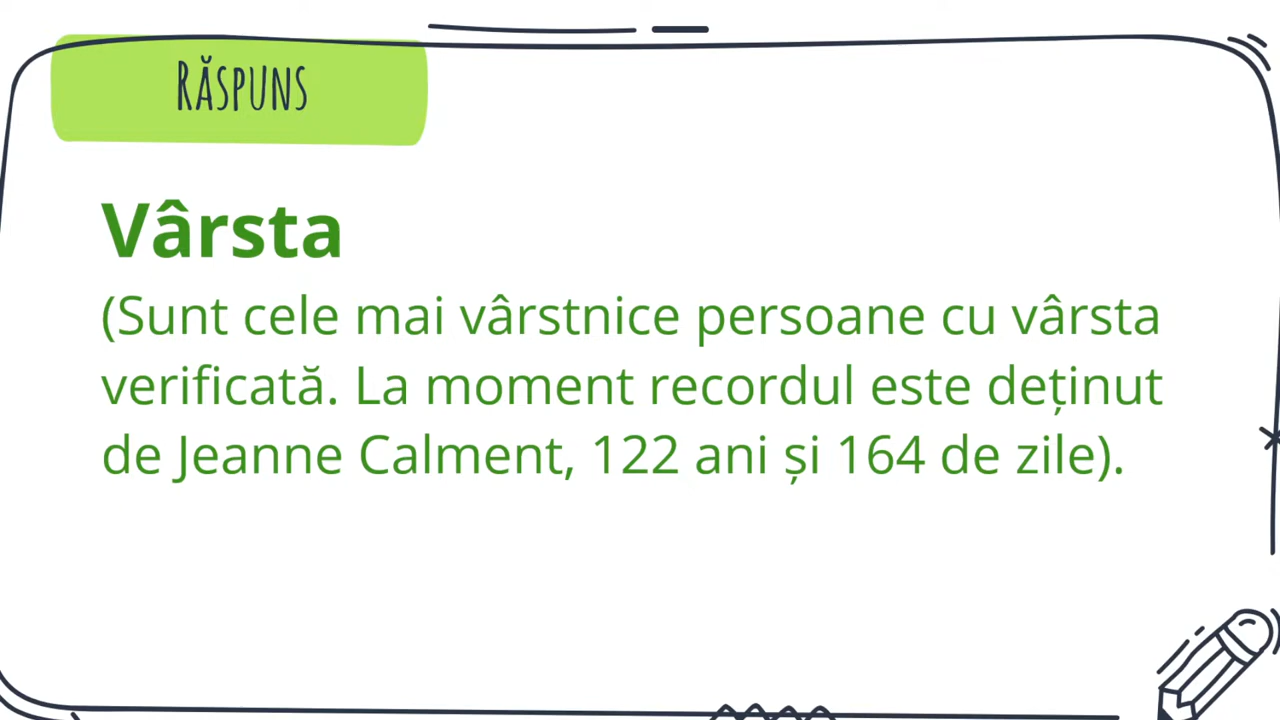 RĂSPUNS
Vârsta
(Sunt cele mai vârstnice persoane cu vârsta
verificată. La moment recordul este deținut
de Jeanne Calment, 122 ani și 164 de zile).